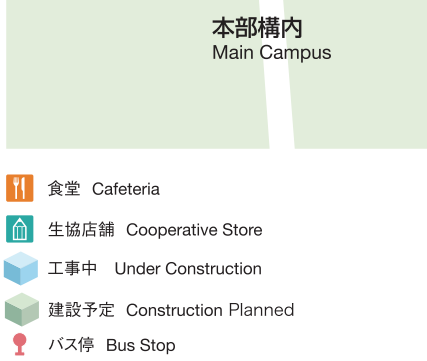 本部構内
Main Campus
食堂 Cafeteria
生協店舗 Cooperative Store
工事中 Under Construction
建設予定 Construction Planned
バス停 Bus Stop